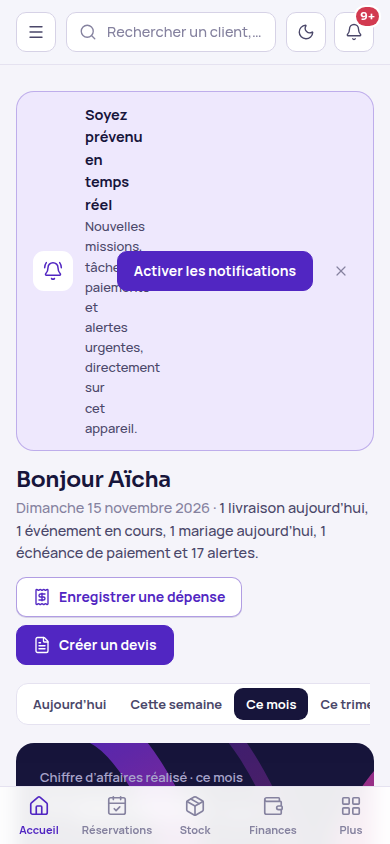 Rechercher un client,...
9+
Soyez
prévenu
en
temps
réel
Nouvelles
missions,
et
alertes
urgentes,
directement
sur
cet
appareil.
Activer les notifications
Bonjour Aïcha
Dimanche 15 novembre 2026 · 1 livraison aujourd'hui,
1 événement en cours, 1 mariage aujourd'hui, 1
échéance de paiement et 17 alertes.
Enregistrer une dépense
Créer un devis
Aujourd'hui Cette semaine Ce mois Ce trime
Chiffre d'affaires réalisé · ce mois
Accueil Réservations Stock Finances Plus